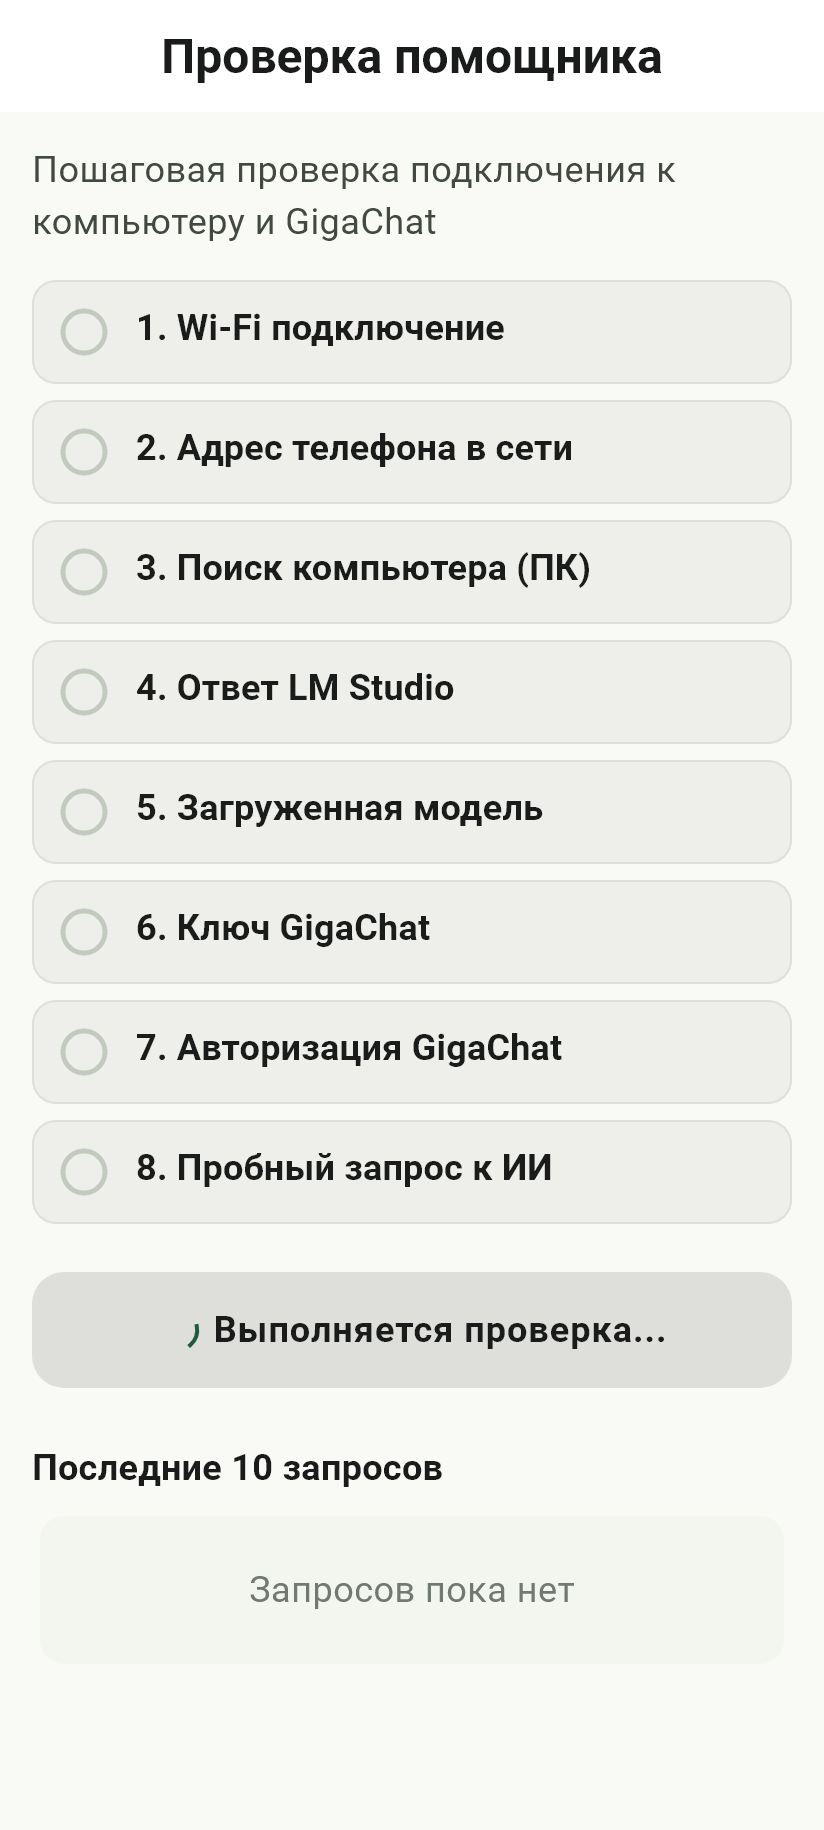 Проверка помощника
Пошаговая проверка подключения к
компьютеру и GigaChat
1. Wi-Fi подключение
2. Адрес телефона в сети
3. Поиск компьютера (ПК)
4. Ответ LM Studio
5. Загруженная модель
6. Ключ GigaChat
7. Авторизация GigaChat
8. Пробный запрос к ИИ
Выполняется проверка...
Последние 10 запросов
Запросов пока нет